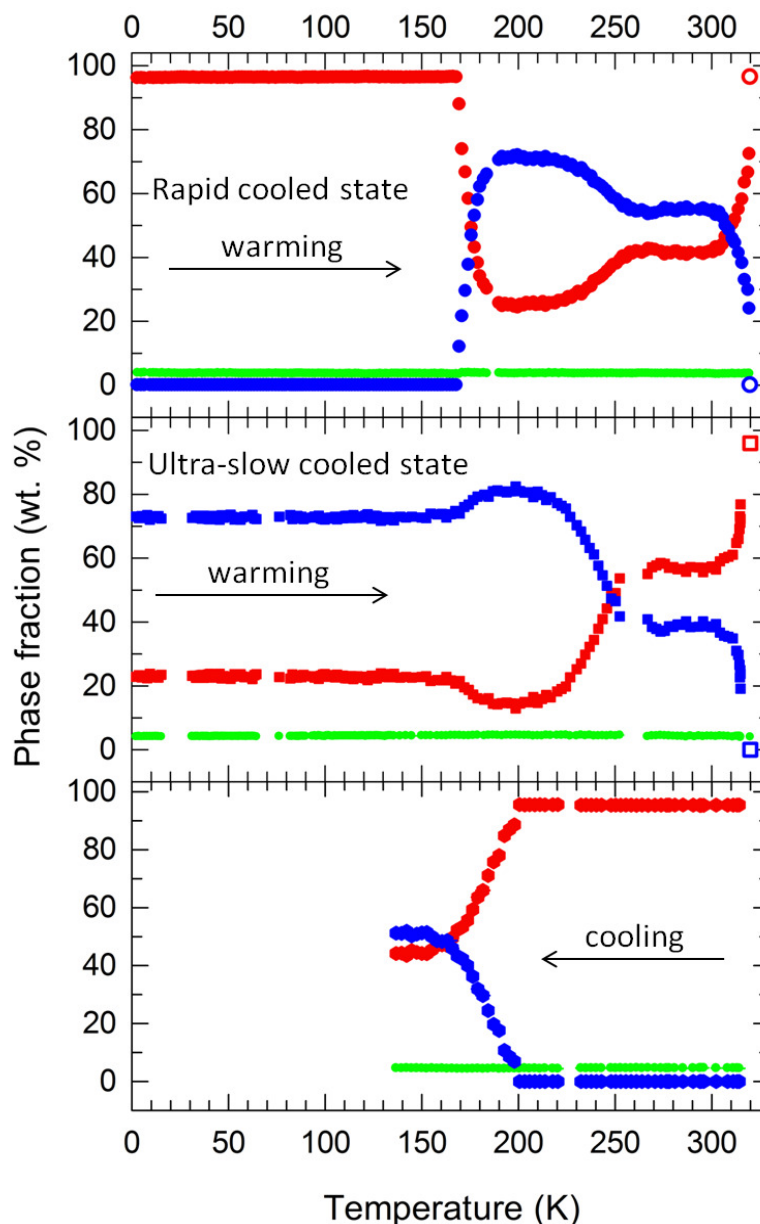 0 50 100 150 200 250 300
100
80
60
40
20
0
Rapid cooled state
warming
100
80
60
40
20
0
Ultra-slow cooled state
warming
100
80
60
40
20
0
cooling
0 50 100 150 200 250 300
Temperature (K)
Phase fraction (wt. %)